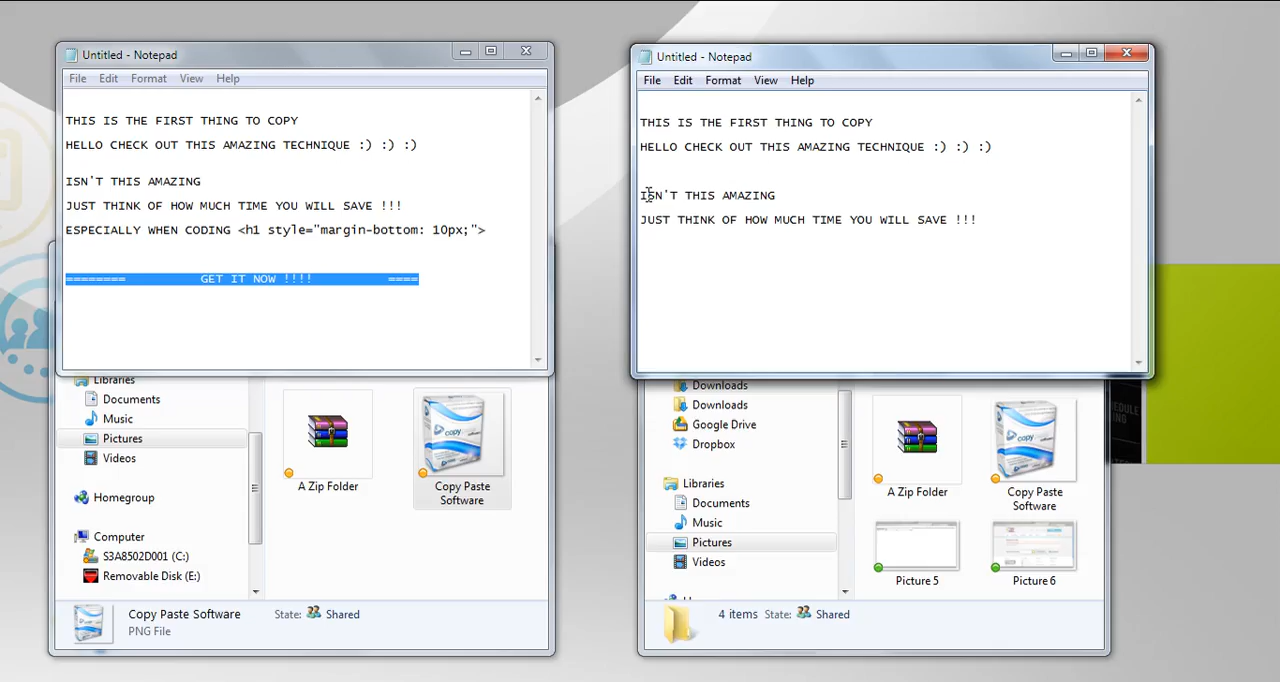 Untitled - Notepad
File Edit Format View Help
THIS IS THE FIRST THING TO COPY
HELLO CHECK OUT THIS AMAZING TECHNIQUE :) :) :)
ISN'T THIS AMAZING
JUST THINK OF HOW MUCH TIME YOU WILL SAVE !!!
ESPECIALLY WHEN CODING <h1 style="margin-bottom: 10px;">
======== GET IT NOW !!!! ====
Libraries
Documents
Music
Pictures
Videos
Homegroup
Computer
S3A8502D001 (C:)
Removable Disk (E:)
A Zip Folder
Copy Paste
Software
Copy Paste Software
State: Shared
PNG File
Untitled - Notepad
File Edit Format View Help
THIS IS THE FIRST THING TO COPY
HELLO CHECK OUT THIS AMAZING TECHNIQUE :) :) :)
ISN'T THIS AMAZING
JUST THINK OF HOW MUCH TIME YOU WILL SAVE !!!
Downloads
Downloads
Google Drive
Dropbox
Libraries
Documents
Music
Pictures
Videos
A Zip Folder
Copy Paste
Software
Picture 5
Picture 6
4 items State: Shared